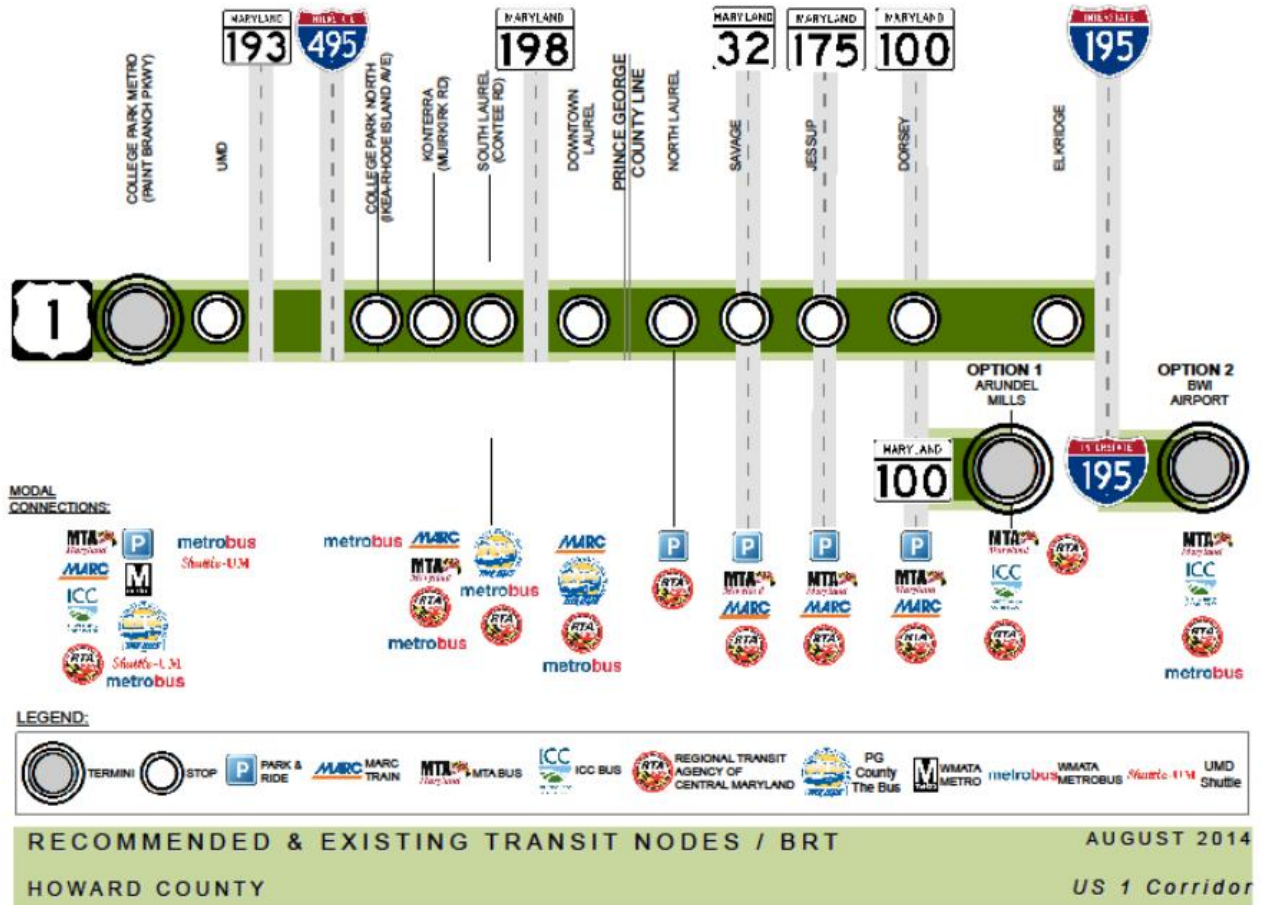 MARYLAND
193
495
MARYLAND
198
MARYLAND
32
MARYLAND
175
MARYLAND
100
INTERSTATE
195
COLLEGE PARK METRO
(PAINT BRANCH PKWY)
UMD
COLLEGE PARK NORTH
(IKEA-RHODE ISLAND AVE)
KONTERRA
(MUIRKIRK RD)
SOUTH LAUREL
(CONTEE RD)
DOWNTOWN
LAUREL
PRINCE GEORGE
COUNTY LINE
NORTH LAUREL
SAVAGE
JESSUP
DORSEY
ELKRIDGE
1
OPTION 1
ARUNDEL
MILLS
OPTION 2
BWI
AIRPORT
MARYLAND
100
INTERSTATE
195
MODAL
CONNECTIONS:
MTA
Maryland
P
metrobus
Shuttle-UM
MARC
M
ICC
RTA
Shuttle-UM
metrobus
metrobus
MARC
MTA
Maryland
RTA
metrobus
THE BUS
metrobus
RTA
MARC
RTA
metrobus
P
RTA
P
MTA
Maryland
MARC
RTA
P
MTA
Maryland
MARC
RTA
P
MTA
Maryland
MARC
RTA
MTA
Maryland
RTA
ICC
RTA
MTA
Maryland
ICC
RTA
metrobus
LEGEND:
TERMINI
STOP
P PARK &
RIDE
MARC MARC
TRAIN
MTA Maryland MTA BUS
ICC ICC BUS
RTA REGIONAL TRANSIT
AGENCY OF
CENTRAL MARYLAND
THE BUS PG
County
The Bus
M WMATA
METRO
metrobus WMATA
METROBUS
Shuttle-UM UMD
Shuttle
RECOMMENDED & EXISTING TRANSIT NODES / BRT
AUGUST 2014
HOWARD COUNTY
US 1 Corridor